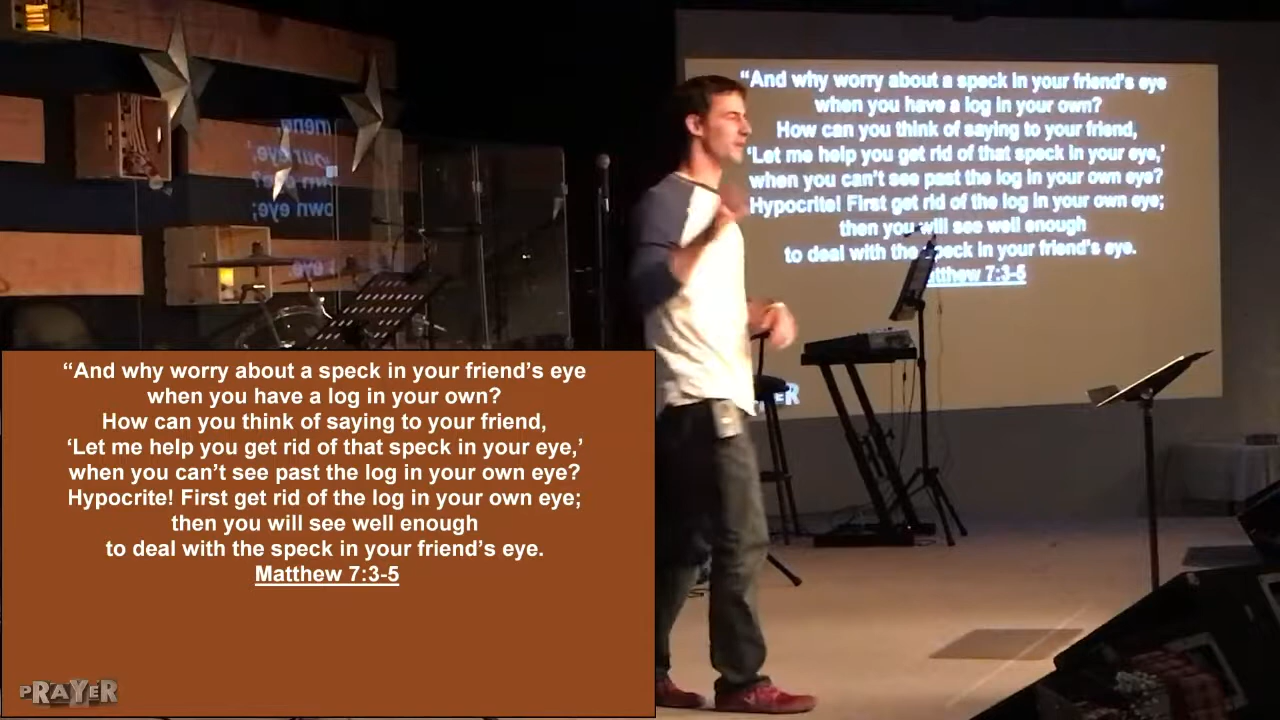 “And why worry about a speck in your friend’s eye
when you have a log in your own?
How can you think of saying to your friend,
‘Let me help you get rid of that speck in your eye,’
when you can’t see past the log in your own eye?
Hypocrite! First get rid of the log in your own eye;
then you will see well enough
to deal with the speck in your friend’s eye.
Matthew 7:3-5
“And why worry about a speck in your friend’s eye
when you have a log in your own?
How can you think of saying to your friend,
‘Let me help you get rid of that speck in your eye,’
when you can’t see past the log in your own eye?
Hypocrite! First get rid of the log in your own eye;
then you will see well enough
to deal with the speck in your friend’s eye.
Matthew 7:3-5
PRAYER